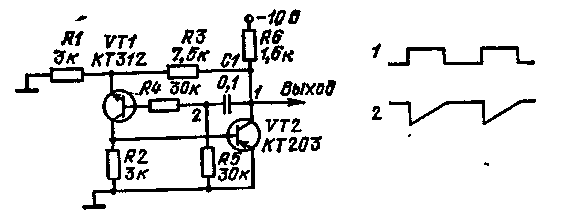 -10 В
R1
3к
VT1
КТ312
R3
7,5к
C1
R6
1,6к
R4
30к
0,1
1
Выход
2
VT2
КТ203
R2
3к
R5
30к
1
2